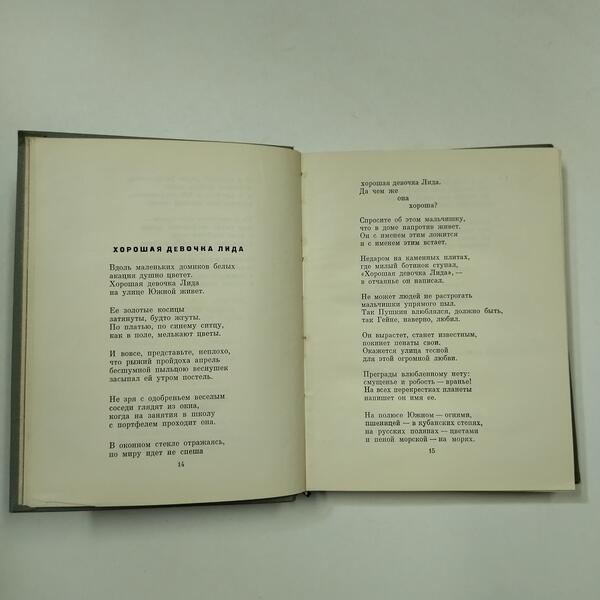 ХОРОШАЯ ДЕВОЧКА ЛИДА
Вдоль маленьких домиков белых
акация душно цветет.
Хорошая девочка Лида
на улице Южной живет.
Ее золотые косицы
затянуты, будто жгуты.
По платью, по синему ситцу,
как в поле, мелькают цветы.
И вовсе, представьте, неплохо,
что рыжий пройдоха апрель
бесшумной пыльцою веснушек
засыпал ей утром постель.
Не зря с одобреньем веселым
соседи глядят из окна,
когда на занятия в школу
с портфелем проходит она.
В оконном стекле отражаясь,
по миру идет не спеша
14
хорошая девочка Лида.
Да чем же
она
хороша?
Спросите об этом мальчишку,
что в доме напротив живет.
Он с именем этим ложится
и с именем этим встает.
Недаром на каменных плитах,
где милый ботинок ступал,
«Хорошая девочка Лида», —
в отчаянье он написал.
Не может людей не растрогать
мальчишки упрямого пыл.
Так Пушкин влюблялся, должно быть,
так Гейне, наверно, любил.
Он вырастет, станет известным,
покинет пенаты свои.
Окажется улица тесной
для этой огромной любви.
Преграды влюбленному нету:
смущенье и робость — вранье!
На всех перекрестках планеты
напишет он имя ее.
На полюсе Южном — огнями,
пшеницей — в кубанских степях,
на русских полянах — цветами
и пеной морской — на морях.
15